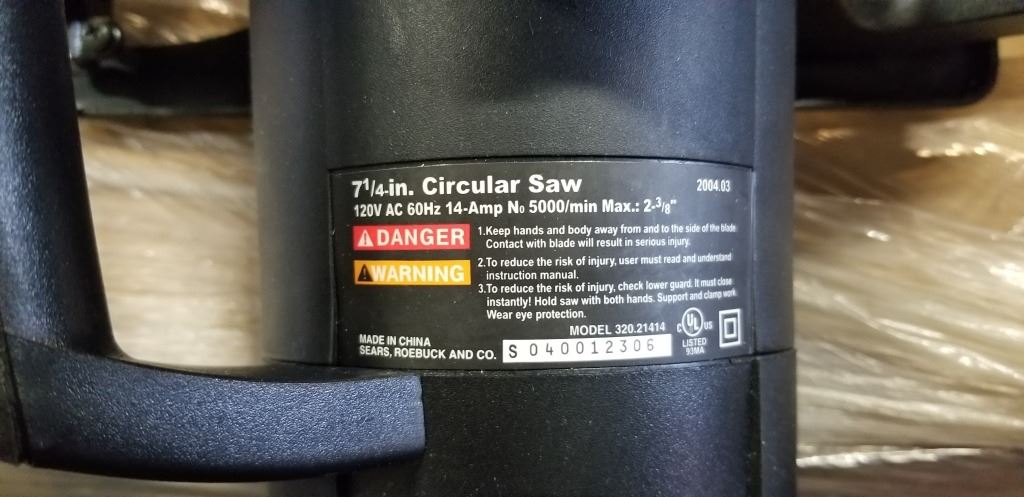 7 1/4-in. Circular Saw
2004.03
120V AC 60Hz 14-Amp No 5000/min Max.: 2-3/8"
DANGER
1.Keep hands and body away from and to the side of the blade.
Contact with blade will result in serious injury.
WARNING
2.To reduce the risk of injury, user must read and understand
instruction manual.
3.To reduce the risk of injury, check lower guard. It must close
instantly! Hold saw with both hands. Support and clamp work.
Wear eye protection.
MODEL 320.21414
MADE IN CHINA
SEARS, ROEBUCK AND CO.
S 040012306
C UL US
LISTED
93MA